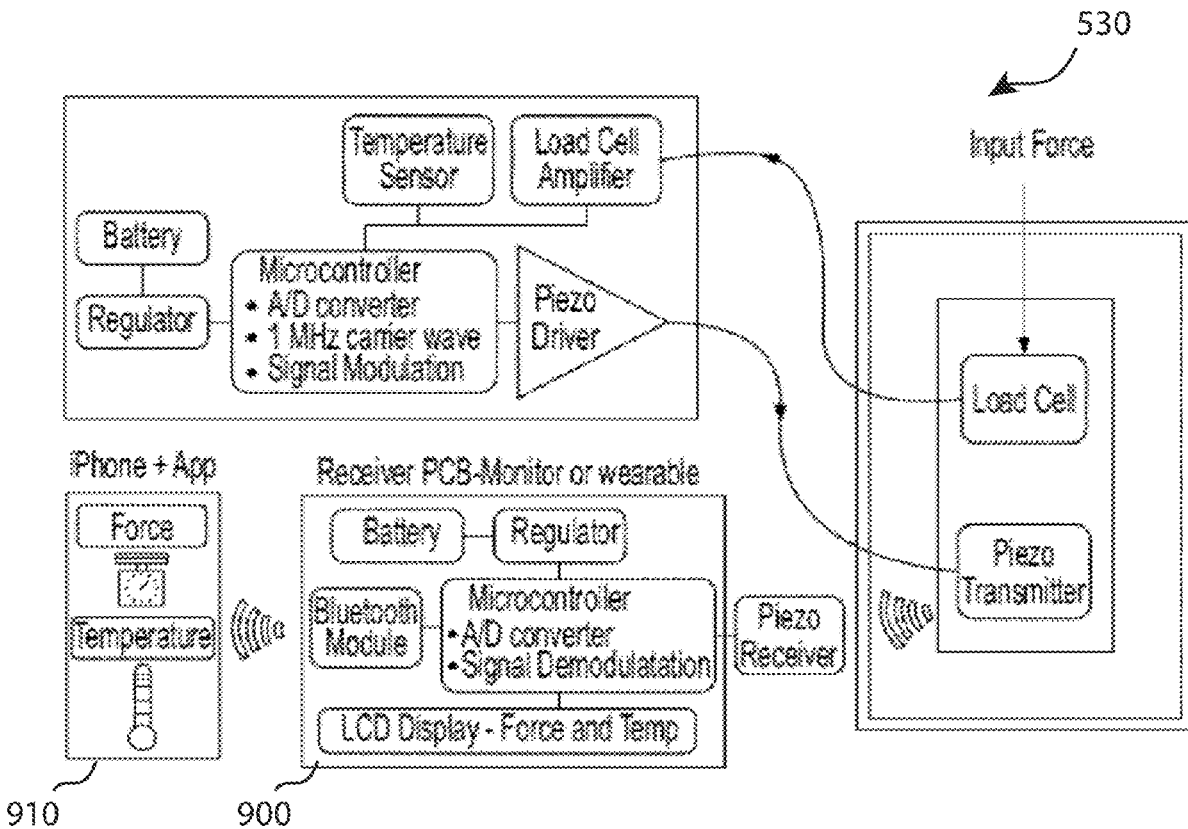 530
Input Force
Temperature
Sensor
Load Cell
Amplifier
Battery
Regulator
Microcontroller
• A/D converter
• 1 MHz carrier wave
• Signal Modulation
Piezo
Driver
Load Cell
Piezo
Transmitter
iPhone + App
Force
Temperature
Receiver PCB-Monitor or wearable
Battery
Regulator
Bluetooth
Module
Microcontroller
• A/D converter
• Signal Demodulatation
Piezo
Receiver
LCD Display - Force and Temp
910
900